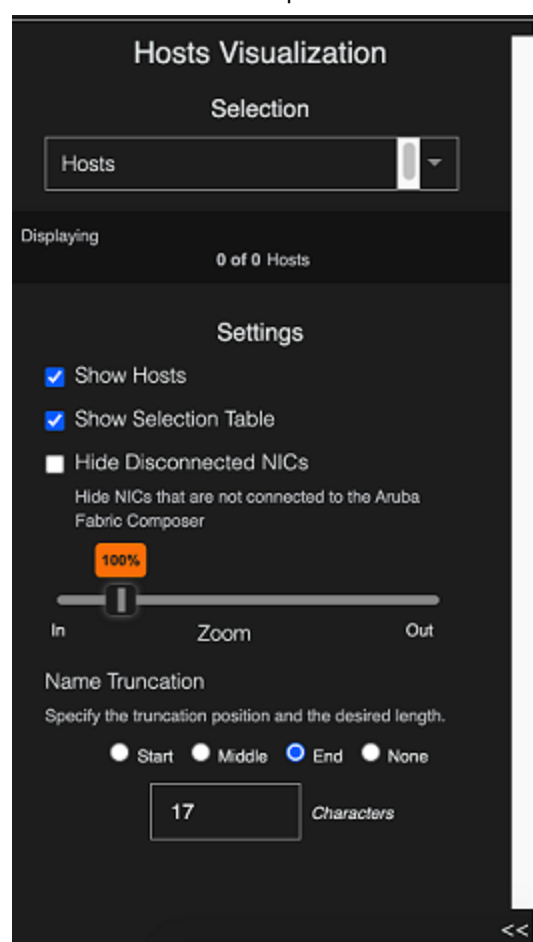 Hosts Visualization
Selection
Hosts
Displaying
0 of 0 Hosts
Settings
Show Hosts
Show Selection Table
Hide Disconnected NICs
Hide NICs that are not connected to the Aruba
Fabric Composer
100%
In Zoom Out
Name Truncation
Specify the truncation position and the desired length.
Start Middle End None
17 Characters
<<